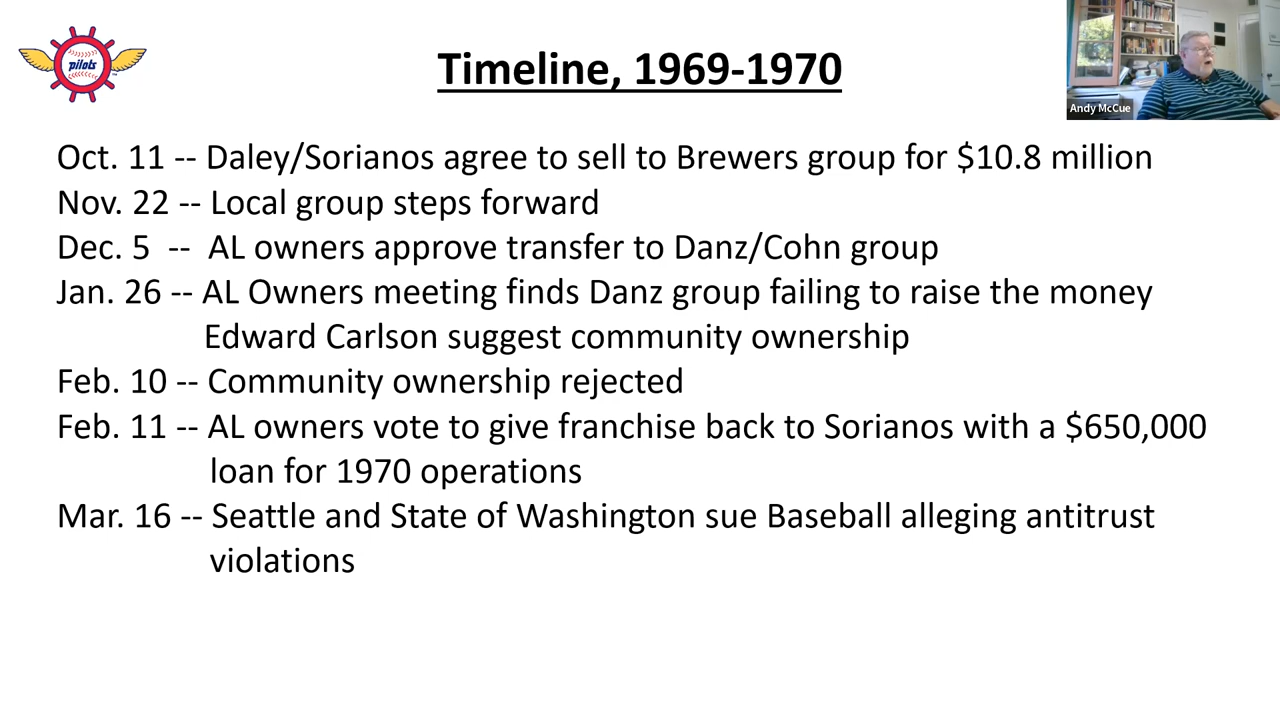 pilots
Timeline, 1969-1970
Andy McCue
Oct. 11 -- Daley/Sorianos agree to sell to Brewers group for $10.8 million
Nov. 22 -- Local group steps forward
Dec. 5 -- AL owners approve transfer to Danz/Cohn group
Jan. 26 -- AL Owners meeting finds Danz group failing to raise the money
Edward Carlson suggest community ownership
Feb. 10 -- Community ownership rejected
Feb. 11 -- AL owners vote to give franchise back to Sorianos with a $650,000
loan for 1970 operations
Mar. 16 -- Seattle and State of Washington sue Baseball alleging antitrust
violations